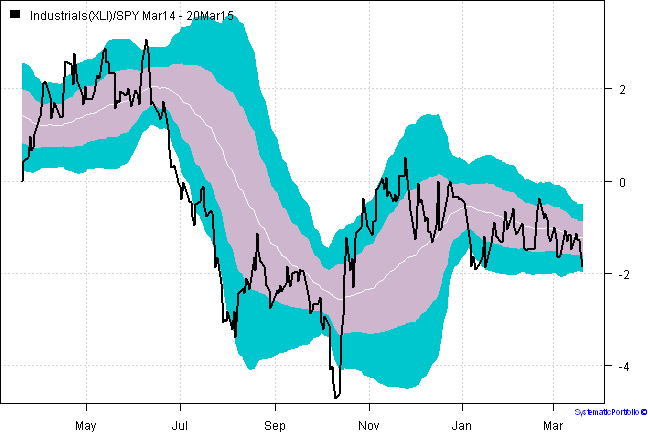 Industrials(XLI)/SPY Mar14 - 20Mar15
2
0
-2
-4
May Jul Sep Nov Jan Mar
SystematicPortfolio ©